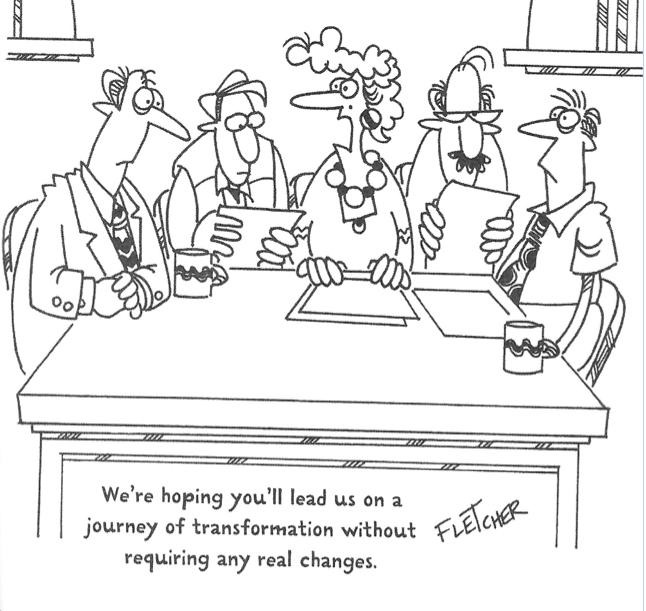 We're hoping you'll lead us on a
journey of transformation without
requiring any real changes.
FLETCHER